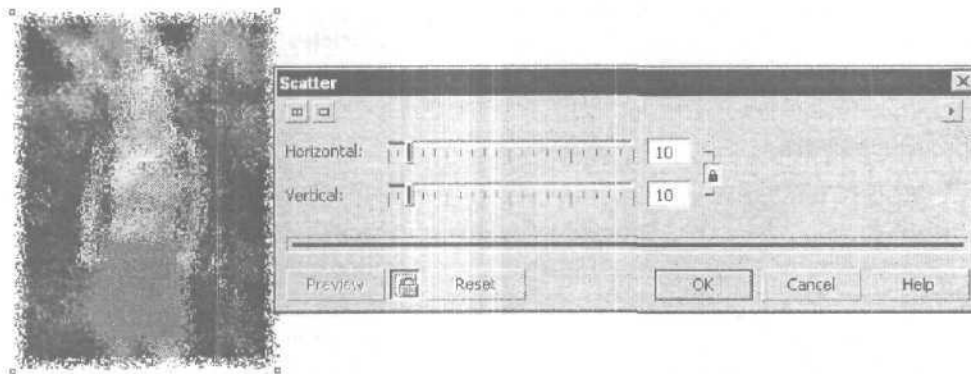 Scatter
Horizontal: 10
Vertical: 10
Preview Reset OK Cancel Help